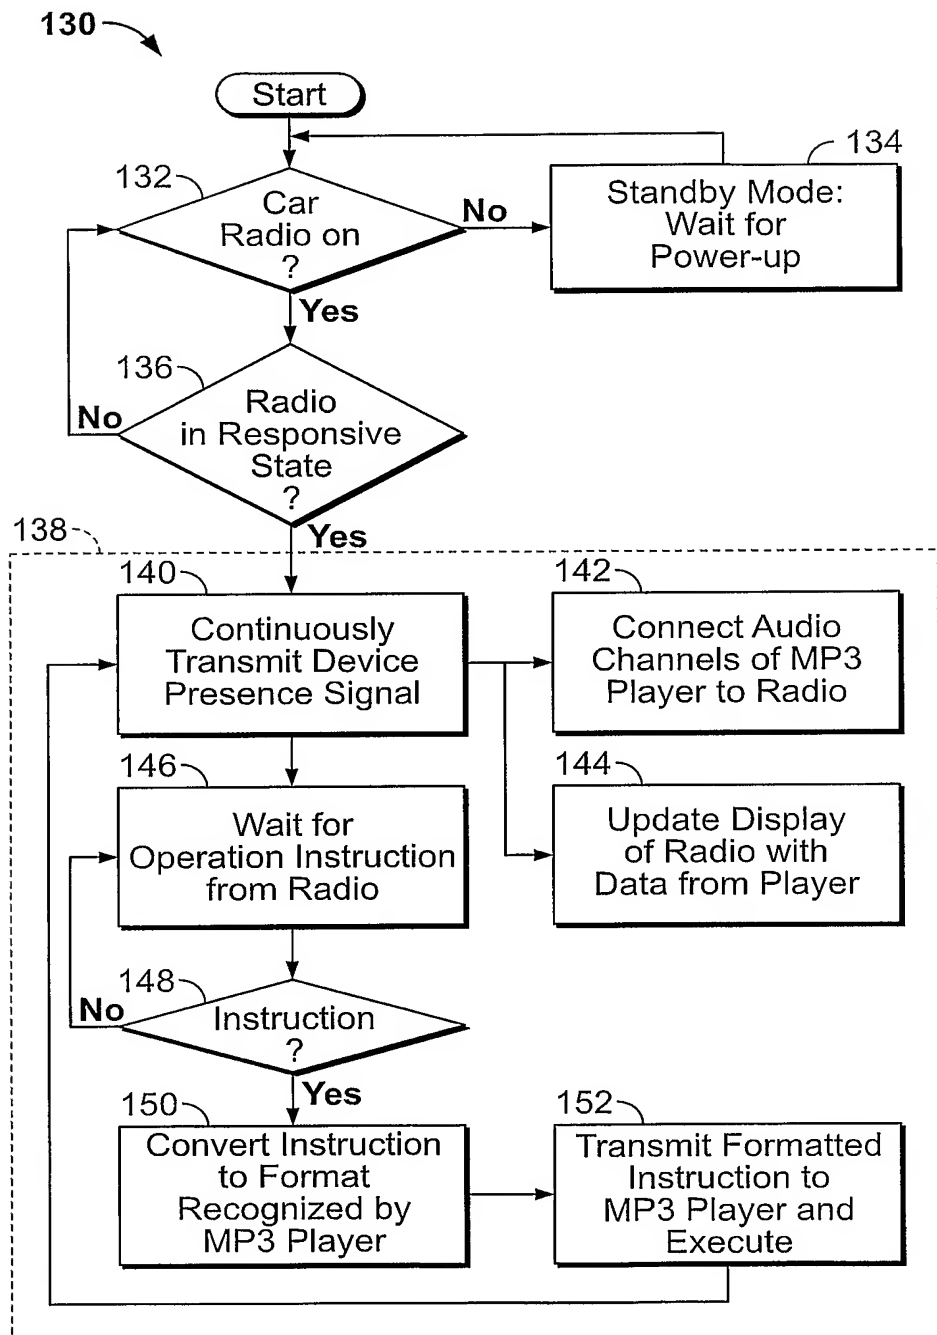 130
Start
132
Car
Radio on
?
No
134
Standby Mode:
Wait for
Power-up
Yes
136
Radio
in Responsive
State
?
No
Yes
138
140
Continuously
Transmit Device
Presence Signal
142
Connect Audio
Channels of MP3
Player to Radio
146
Wait for
Operation Instruction
from Radio
144
Update Display
of Radio with
Data from Player
148
Instruction
?
No
Yes
150
Convert Instruction
to Format
Recognized by
MP3 Player
152
Transmit Formatted
Instruction to
MP3 Player and
Execute